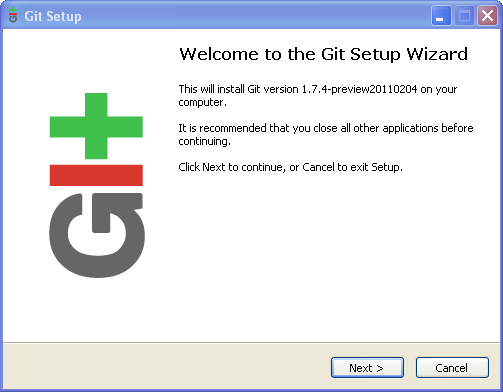 Git Setup
Welcome to the Git Setup Wizard
This will install Git version 1.7.4-preview20110204 on your
computer.
It is recommended that you close all other applications before
continuing.
Click Next to continue, or Cancel to exit Setup.
Git
Next >
Cancel